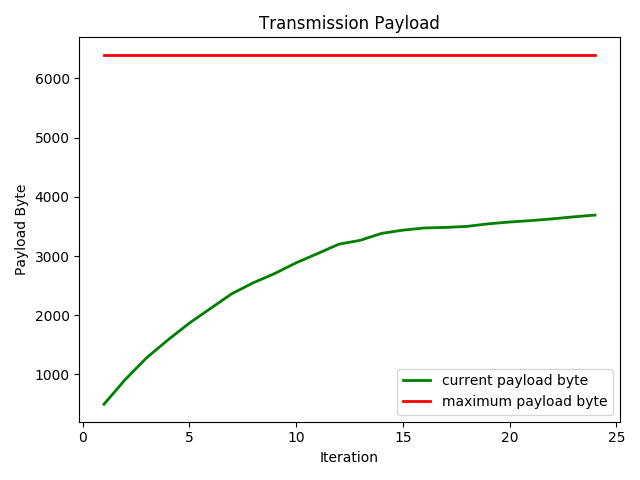 Transmission Payload
6000
5000
4000
3000
2000
1000
Payload Byte
0 5 10 15 20 25
Iteration
current payload byte
maximum payload byte